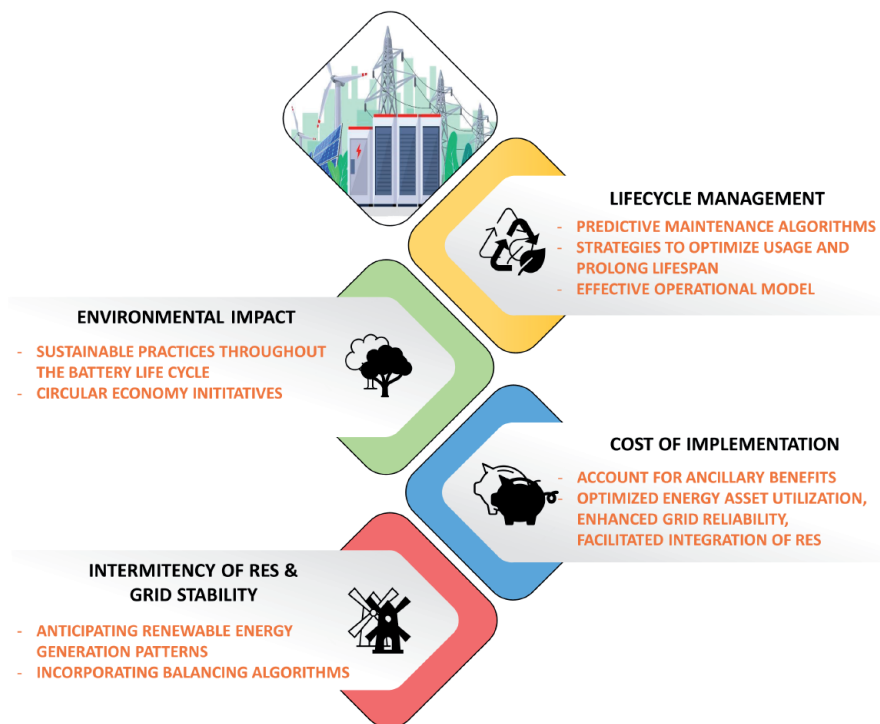 LIFECYCLE MANAGEMENT
- PREDICTIVE MAINTENANCE ALGORITHMS
- STRATEGIES TO OPTIMIZE USAGE AND
PROLONG LIFESPAN
- EFFECTIVE OPERATIONAL MODEL
ENVIRONMENTAL IMPACT
- SUSTAINABLE PRACTICES THROUGHOUT
THE BATTERY LIFE CYCLE
- CIRCULAR ECONOMY INITITATIVES
COST OF IMPLEMENTATION
- ACCOUNT FOR ANCILLARY BENEFITS
- OPTIMIZED ENERGY ASSET UTILIZATION,
ENHANCED GRID RELIABILITY,
FACILITATED INTEGRATION OF RES
INTERMITENCY OF RES &
GRID STABILITY
- ANTICIPATING RENEWABLE ENERGY
GENERATION PATTERNS
- INCORPORATING BALANCING ALGORITHMS